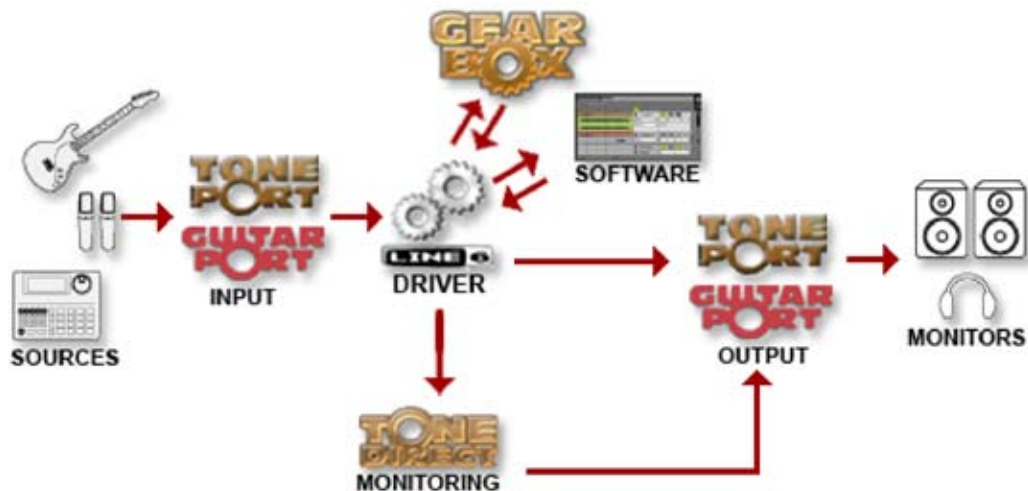 GEAR
BOX
SOFTWARE
TONE
PORT
GUITAR
PORT
INPUT
SOURCES
LINE 6
DRIVER
TONE
PORT
GUITAR
PORT
OUTPUT
MONITORS
TONE
DIRECT
MONITORING